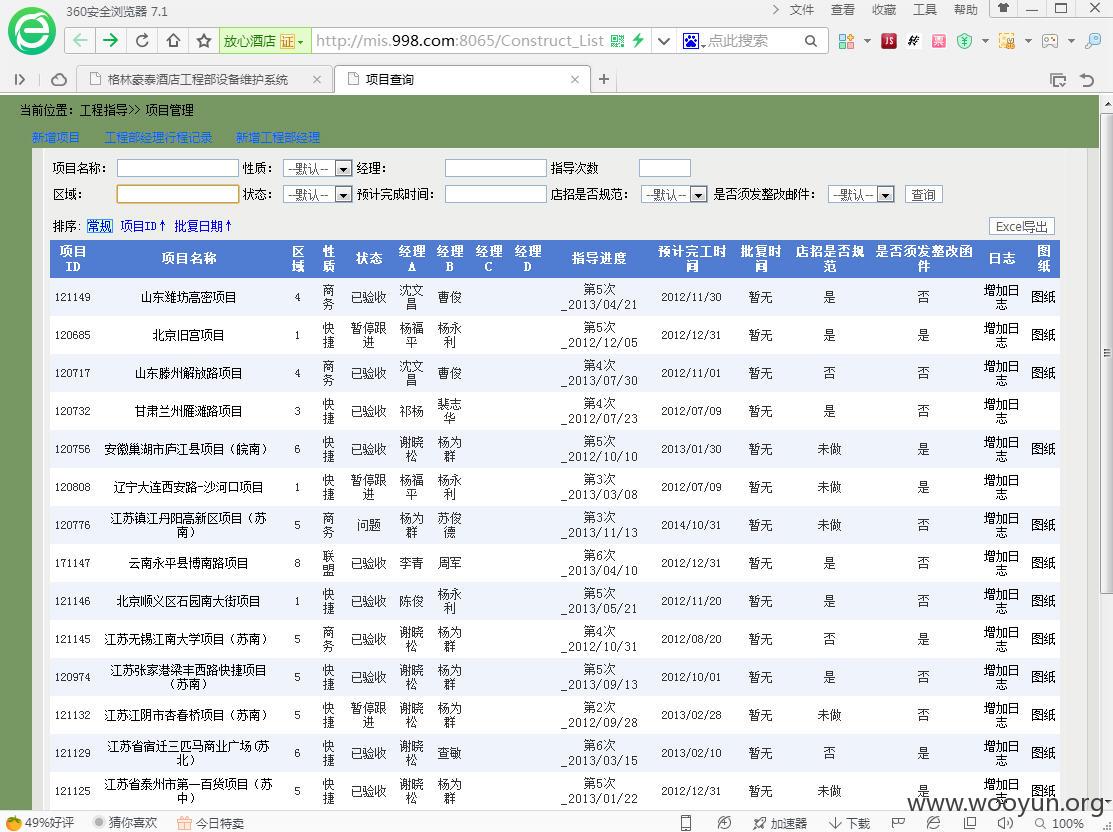 360安全浏览器 7.1
文件 查看 收藏 工具 帮助
放心酒店 证 http://mis.998.com:8065/Construct_List 点此搜索
格林豪泰酒店工程部设备维护系统 项目查询
当前位置：工程指导>> 项目管理
新增项目 工程部经理行程记录 新增工程部经理
项目名称： 性质： --默认-- 经理： 指导次数
区域： 状态： --默认-- 预计完成时间： 店招是否规范： --默认-- 是否须发整改邮件： --默认-- 查询
排序: 常规 项目ID↑ 批复日期↑ Excel导出
项目ID 项目名称 区域 性质 状态 经理A 经理B 经理C 经理D 指导进度 预计完工时间 批复时间 店招是否规范 是否须发整改函件 日志 图纸
121149 山东潍坊高密项目 4 商务 已验收 沈文昌 曹俊 第5次_2013/04/21 2012/11/30 暂无 是 否 增加日志 图纸
120685 北京旧宫项目 1 快捷 暂停跟进 杨福平 杨永利 第5次_2012/12/05 2012/12/31 暂无 是 是 增加日志 图纸
120717 山东滕州解放路项目 4 商务 已验收 沈文昌 曹俊 第4次_2013/07/30 2012/11/01 暂无 否 否 增加日志 图纸
120732 甘肃兰州雁滩路项目 3 快捷 已验收 祁杨 裴志华 第4次_2012/07/23 2012/07/09 暂无 是 否 增加日志
120756 安徽巢湖市庐江县项目（皖南） 6 快捷 已验收 谢晓松 杨为群 第5次_2012/10/10 2013/01/30 暂无 未做 是 增加日志 图纸
120808 辽宁大连西安路-沙河口项目 1 快捷 暂停跟进 杨福平 杨永利 第3次_2013/03/08 2012/07/09 暂无 未做 是 增加日志
120776 江苏镇江丹阳高新区项目（苏南） 5 商务 问题 杨为群 苏俊德 第3次_2013/11/13 2014/10/31 暂无 未做 否 增加日志 图纸
171147 云南永平县博南路项目 8 联盟 已验收 李青 周军 第6次_2013/04/10 2012/12/31 暂无 是 否 增加日志 图纸
121146 北京顺义区石园南大街项目 1 快捷 已验收 陈俊 杨永利 第5次_2013/05/21 2012/11/20 暂无 是 否 增加日志 图纸
121145 江苏无锡江南大学项目（苏南） 5 商务 已验收 谢晓松 杨为群 第4次_2012/10/31 2012/08/20 暂无 否 是 增加日志 图纸
120974 江苏张家港梁丰西路快捷项目（苏南） 5 快捷 已验收 谢晓松 杨为群 第5次_2013/09/13 2012/10/01 暂无 是 否 增加日志 图纸
121132 江苏江阴市杏春桥项目（苏南） 5 快捷 暂停跟进 谢晓松 杨为群 第2次_2012/09/28 2013/02/28 暂无 未做 否 增加日志 图纸
121129 江苏省宿迁三匹马商业广场(苏北） 6 快捷 已验收 谢晓松 查敏 第6次_2013/03/15 2013/02/10 暂无 否 是 增加日志 图纸
121125 江苏省泰州市第一百货项目（苏中） 5 快捷 已验收 谢晓松 杨为群 第5次_2013/01/22 2012/12/31 暂无 未做 是 增加日志 图纸
www.wooyun.org
49%好评 猜你喜欢 今日特卖 加速器 下载 100%